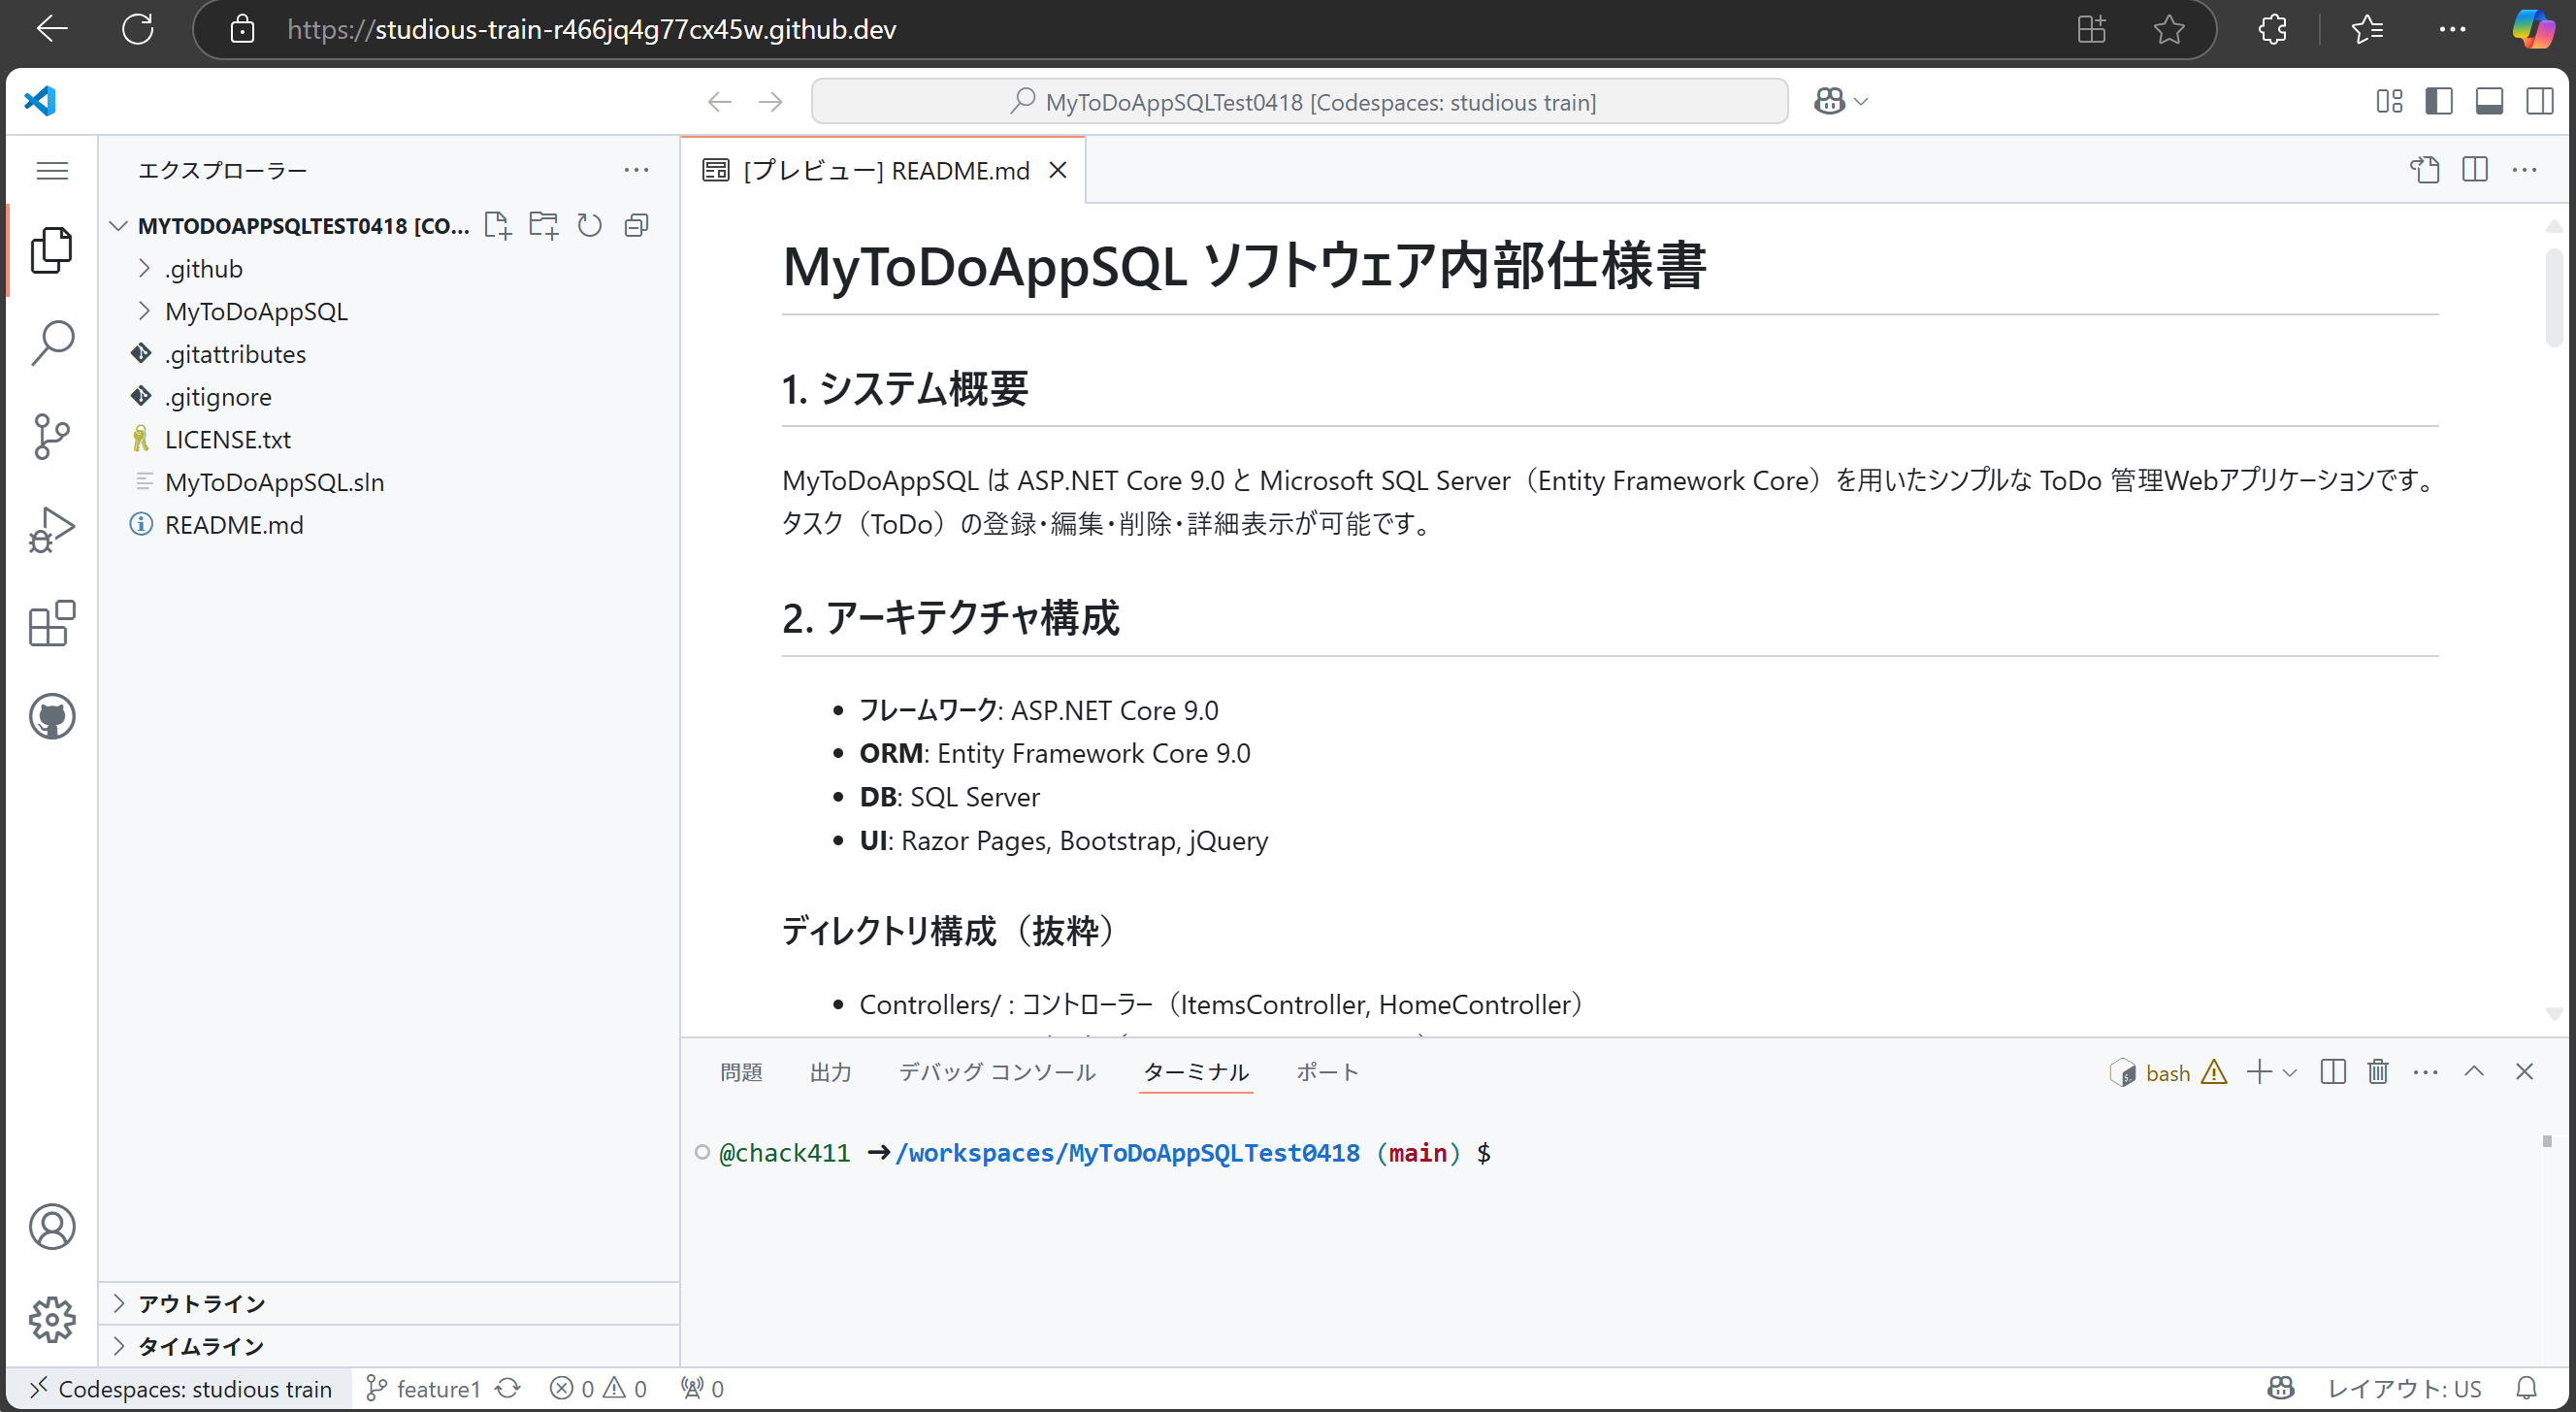 https://studious-train-r466jq4g77cx45w.github.dev
MyToDoAppSQLTest0418 [Codespaces: studious train]
エクスプローラー
MYTODOAPPSQLTEST0418 [CO...
.github
MyToDoAppSQL
.gitattributes
.gitignore
LICENSE.txt
MyToDoAppSQL.sln
README.md
アウトライン
タイムライン
[プレビュー] README.md
MyToDoAppSQL ソフトウェア内部仕様書
1. システム概要
MyToDoAppSQL は ASP.NET Core 9.0 と Microsoft SQL Server（Entity Framework Core）を用いたシンプルな ToDo 管理Webアプリケーションです。
タスク（ToDo）の登録・編集・削除・詳細表示が可能です。
2. アーキテクチャ構成
• フレームワーク: ASP.NET Core 9.0
• ORM: Entity Framework Core 9.0
• DB: SQL Server
• UI: Razor Pages, Bootstrap, jQuery
ディレクトリ構成（抜粋）
• Controllers/ : コントローラー（ItemsController, HomeController）
問題 出力 デバッグ コンソール ターミナル ポート
bash
@chack411 ➜/workspaces/MyToDoAppSQLTest0418 (main) $
Codespaces: studious train feature1 0 0 0
レイアウト: US